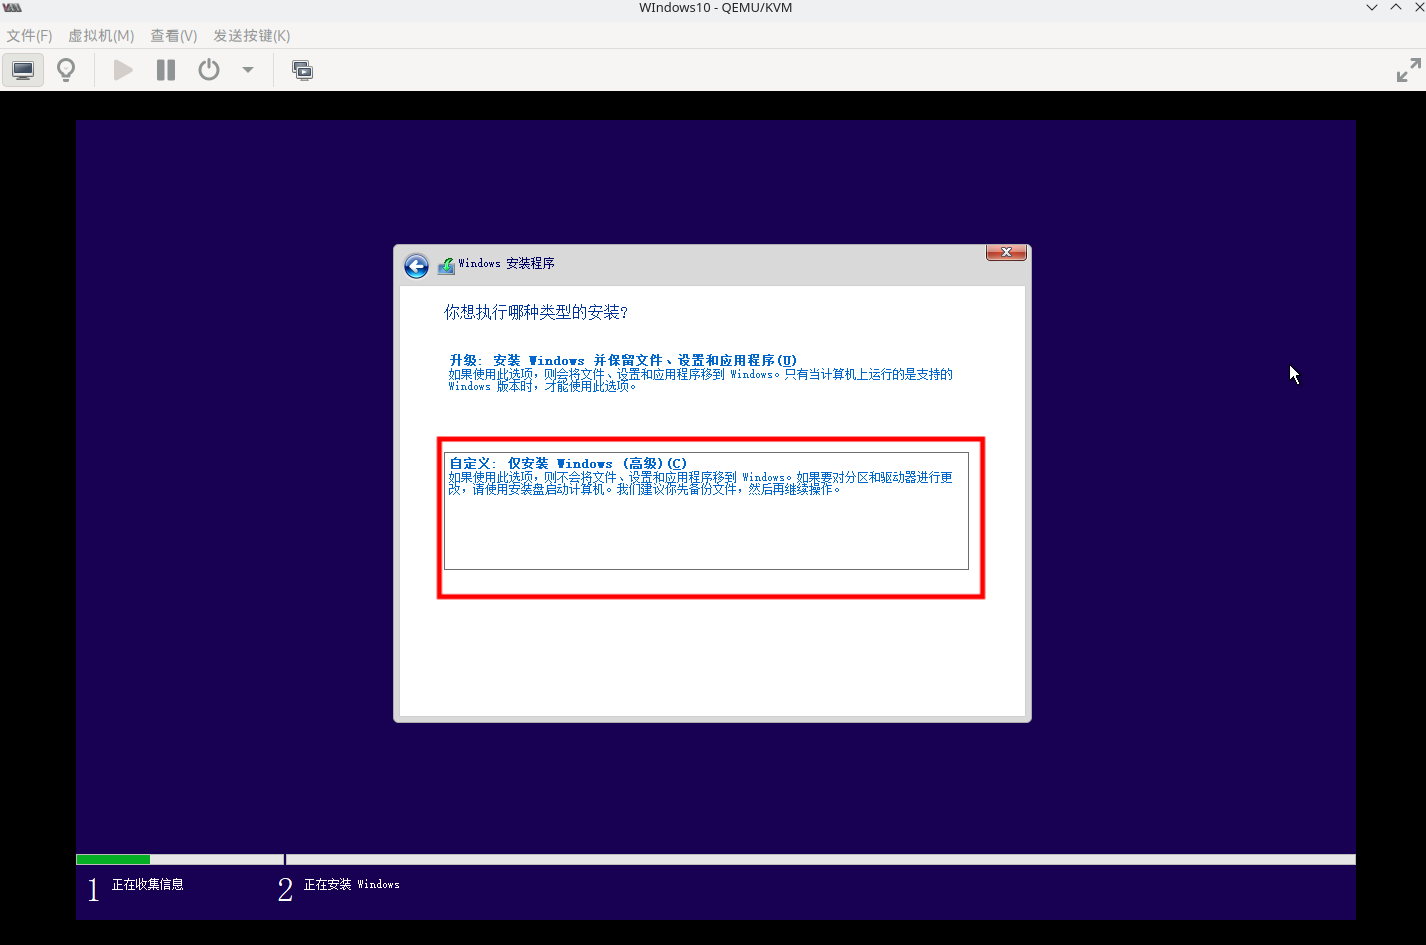 WIndows10 - QEMU/KVM
文件(F) 虚拟机(M) 查看(V) 发送按键(K)
Windows 安装程序
你想执行哪种类型的安装?
升级: 安装 Windows 并保留文件、设置和应用程序(U)
如果使用此选项，则会将文件、设置和应用程序移到 Windows。只有当计算机上运行的是支持的
Windows 版本时，才能使用此选项。
自定义: 仅安装 Windows (高级)(C)
如果使用此选项，则不会将文件、设置和应用程序移到 Windows。如果要对分区和驱动器进行更
改，请使用安装盘启动计算机。我们建议你先备份文件，然后再继续操作。
1 正在收集信息 2 正在安装 Windows